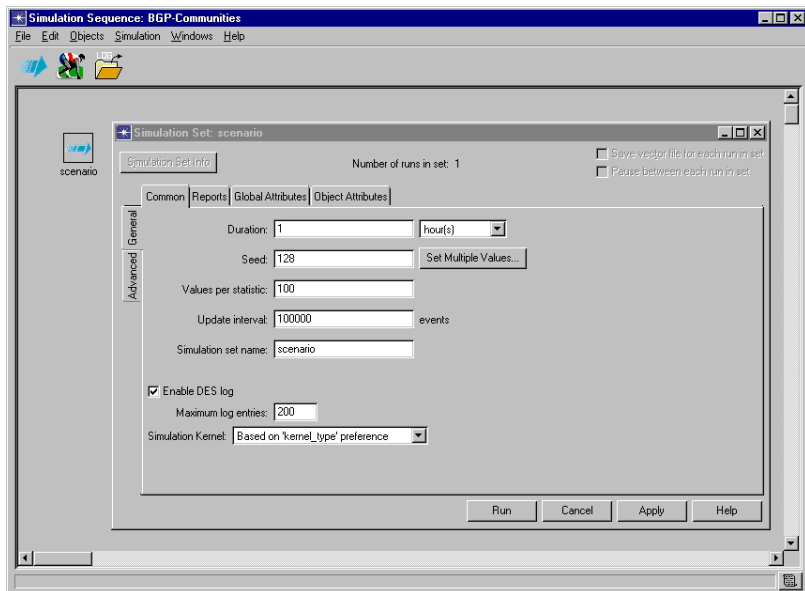 Simulation Sequence: BGP-Communities
File Edit Objects Simulation Windows Help
LOG
scenario
Simulation Set: scenario
Simulation Set Info
Number of runs in set: 1
Save vector file for each run in set
Pause between each run in set
Common Reports Global Attributes Object Attributes
General
Advanced
Duration: 1 hour(s)
Seed: 128 Set Multiple Values...
Values per statistic: 100
Update interval: 100000 events
Simulation set name: scenario
Enable DES log
Maximum log entries: 200
Simulation Kernel: Based on 'kernel_type' preference
Run Cancel Apply Help